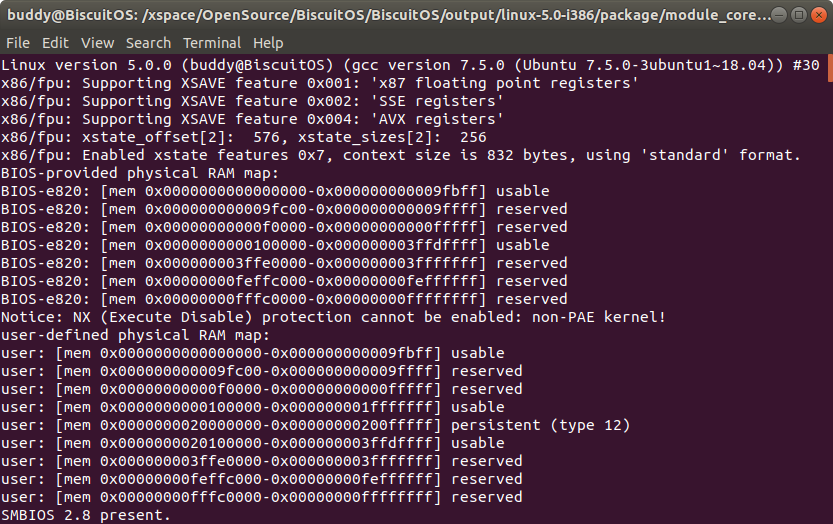 buddy@BiscuitOS: /xspace/OpenSource/BiscuitOS/BiscuitOS/output/linux-5.0-i386/package/module_core...
File Edit View Search Terminal Help
Linux version 5.0.0 (buddy@BiscuitOS) (gcc version 7.5.0 (Ubuntu 7.5.0-3ubuntu1~18.04)) #30
x86/fpu: Supporting XSAVE feature 0x001: 'x87 floating point registers'
x86/fpu: Supporting XSAVE feature 0x002: 'SSE registers'
x86/fpu: Supporting XSAVE feature 0x004: 'AVX registers'
x86/fpu: xstate_offset[2]:  576, xstate_sizes[2]:  256
x86/fpu: Enabled xstate features 0x7, context size is 832 bytes, using 'standard' format.
BIOS-provided physical RAM map:
BIOS-e820: [mem 0x0000000000000000-0x000000000009fbff] usable
BIOS-e820: [mem 0x000000000009fc00-0x000000000009ffff] reserved
BIOS-e820: [mem 0x00000000000f0000-0x00000000000fffff] reserved
BIOS-e820: [mem 0x0000000000100000-0x000000003ffdffff] usable
BIOS-e820: [mem 0x000000003ffe0000-0x000000003fffffff] reserved
BIOS-e820: [mem 0x00000000feffc000-0x00000000feffffff] reserved
BIOS-e820: [mem 0x00000000fffc0000-0x00000000ffffffff] reserved
Notice: NX (Execute Disable) protection cannot be enabled: non-PAE kernel!
user-defined physical RAM map:
user: [mem 0x0000000000000000-0x000000000009fbff] usable
user: [mem 0x000000000009fc00-0x000000000009ffff] reserved
user: [mem 0x00000000000f0000-0x00000000000fffff] reserved
user: [mem 0x0000000000100000-0x000000001fffffff] usable
user: [mem 0x0000000020000000-0x00000000200fffff] persistent (type 12)
user: [mem 0x0000000020100000-0x000000003ffdffff] usable
user: [mem 0x000000003ffe0000-0x000000003fffffff] reserved
user: [mem 0x00000000feffc000-0x00000000feffffff] reserved
user: [mem 0x00000000fffc0000-0x00000000ffffffff] reserved
SMBIOS 2.8 present.